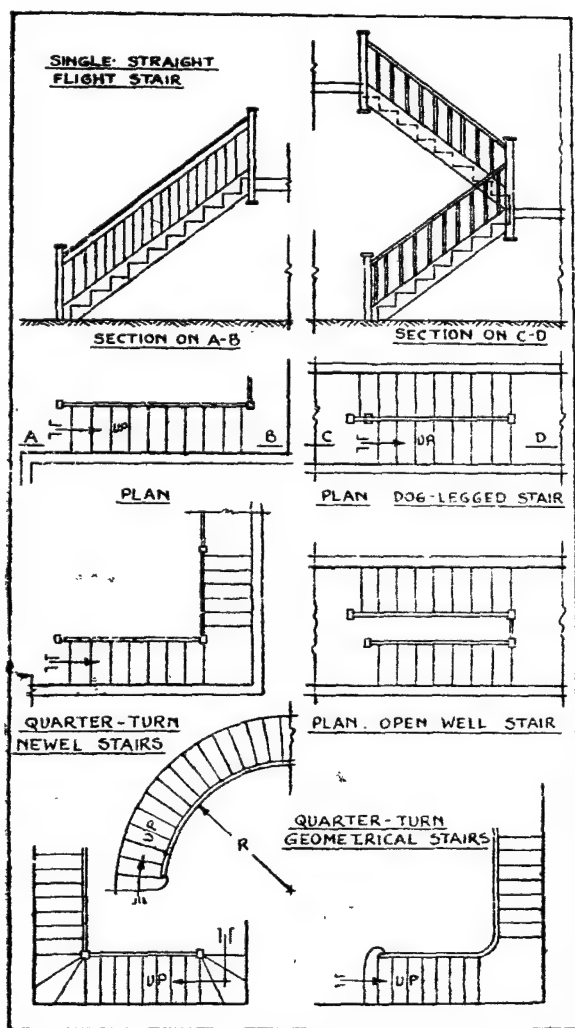 SINGLE- STRAIGHT
FLIGHT STAIR
SECTION ON A-B
SECTION ON C-D
A
UP
B
C
UP
D
PLAN
PLAN DOG-LEGGED STAIR
QUARTER-TURN
NEWEL STAIRS
PLAN. OPEN WELL STAIR
UP
R
QUARTER-TURN
GEOMETRICAL STAIRS
UP
UP